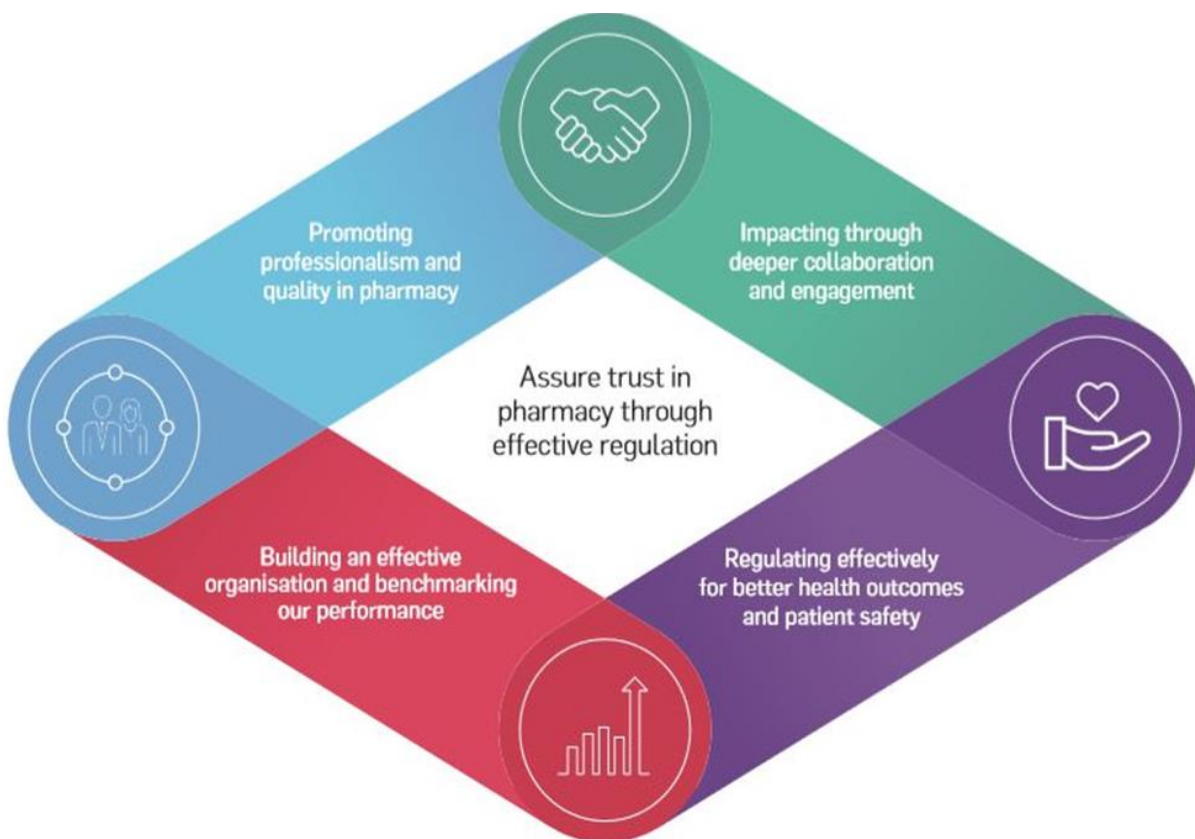 Promoting
professionalism and
quality in pharmacy
Impacting through
deeper collaboration
and engagement
Assure trust in
pharmacy through
effective regulation
Building an effective
organisation and benchmarking
our performance
Regulating effectively
for better health outcomes
and patient safety